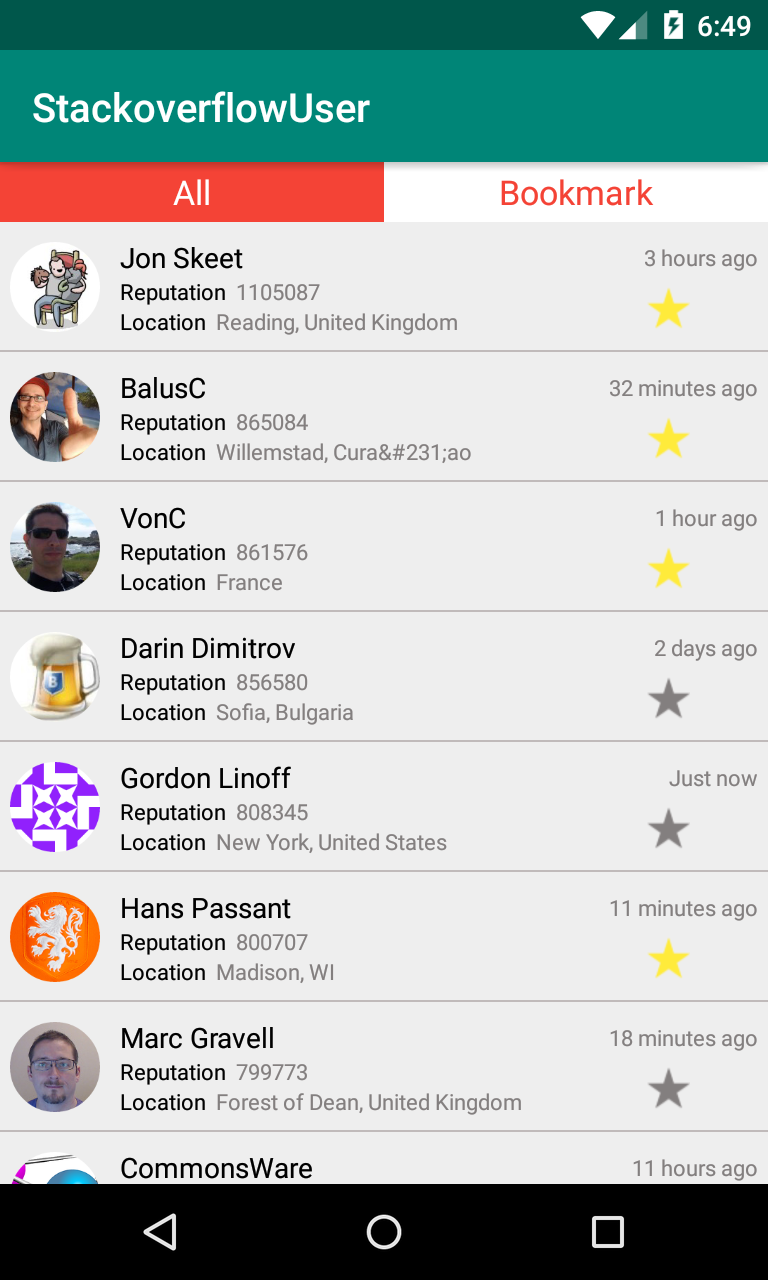 6:49
StackoverflowUser
All Bookmark
Jon Skeet 3 hours ago
Reputation 1105087
Location Reading, United Kingdom
BalusC 32 minutes ago
Reputation 865084
Location Willemstad, Cura&#231;ao
VonC 1 hour ago
Reputation 861576
Location France
Darin Dimitrov 2 days ago
Reputation 856580
Location Sofia, Bulgaria
Gordon Linoff Just now
Reputation 808345
Location New York, United States
Hans Passant 11 minutes ago
Reputation 800707
Location Madison, WI
Marc Gravell 18 minutes ago
Reputation 799773
Location Forest of Dean, United Kingdom
CommonsWare 11 hours ago